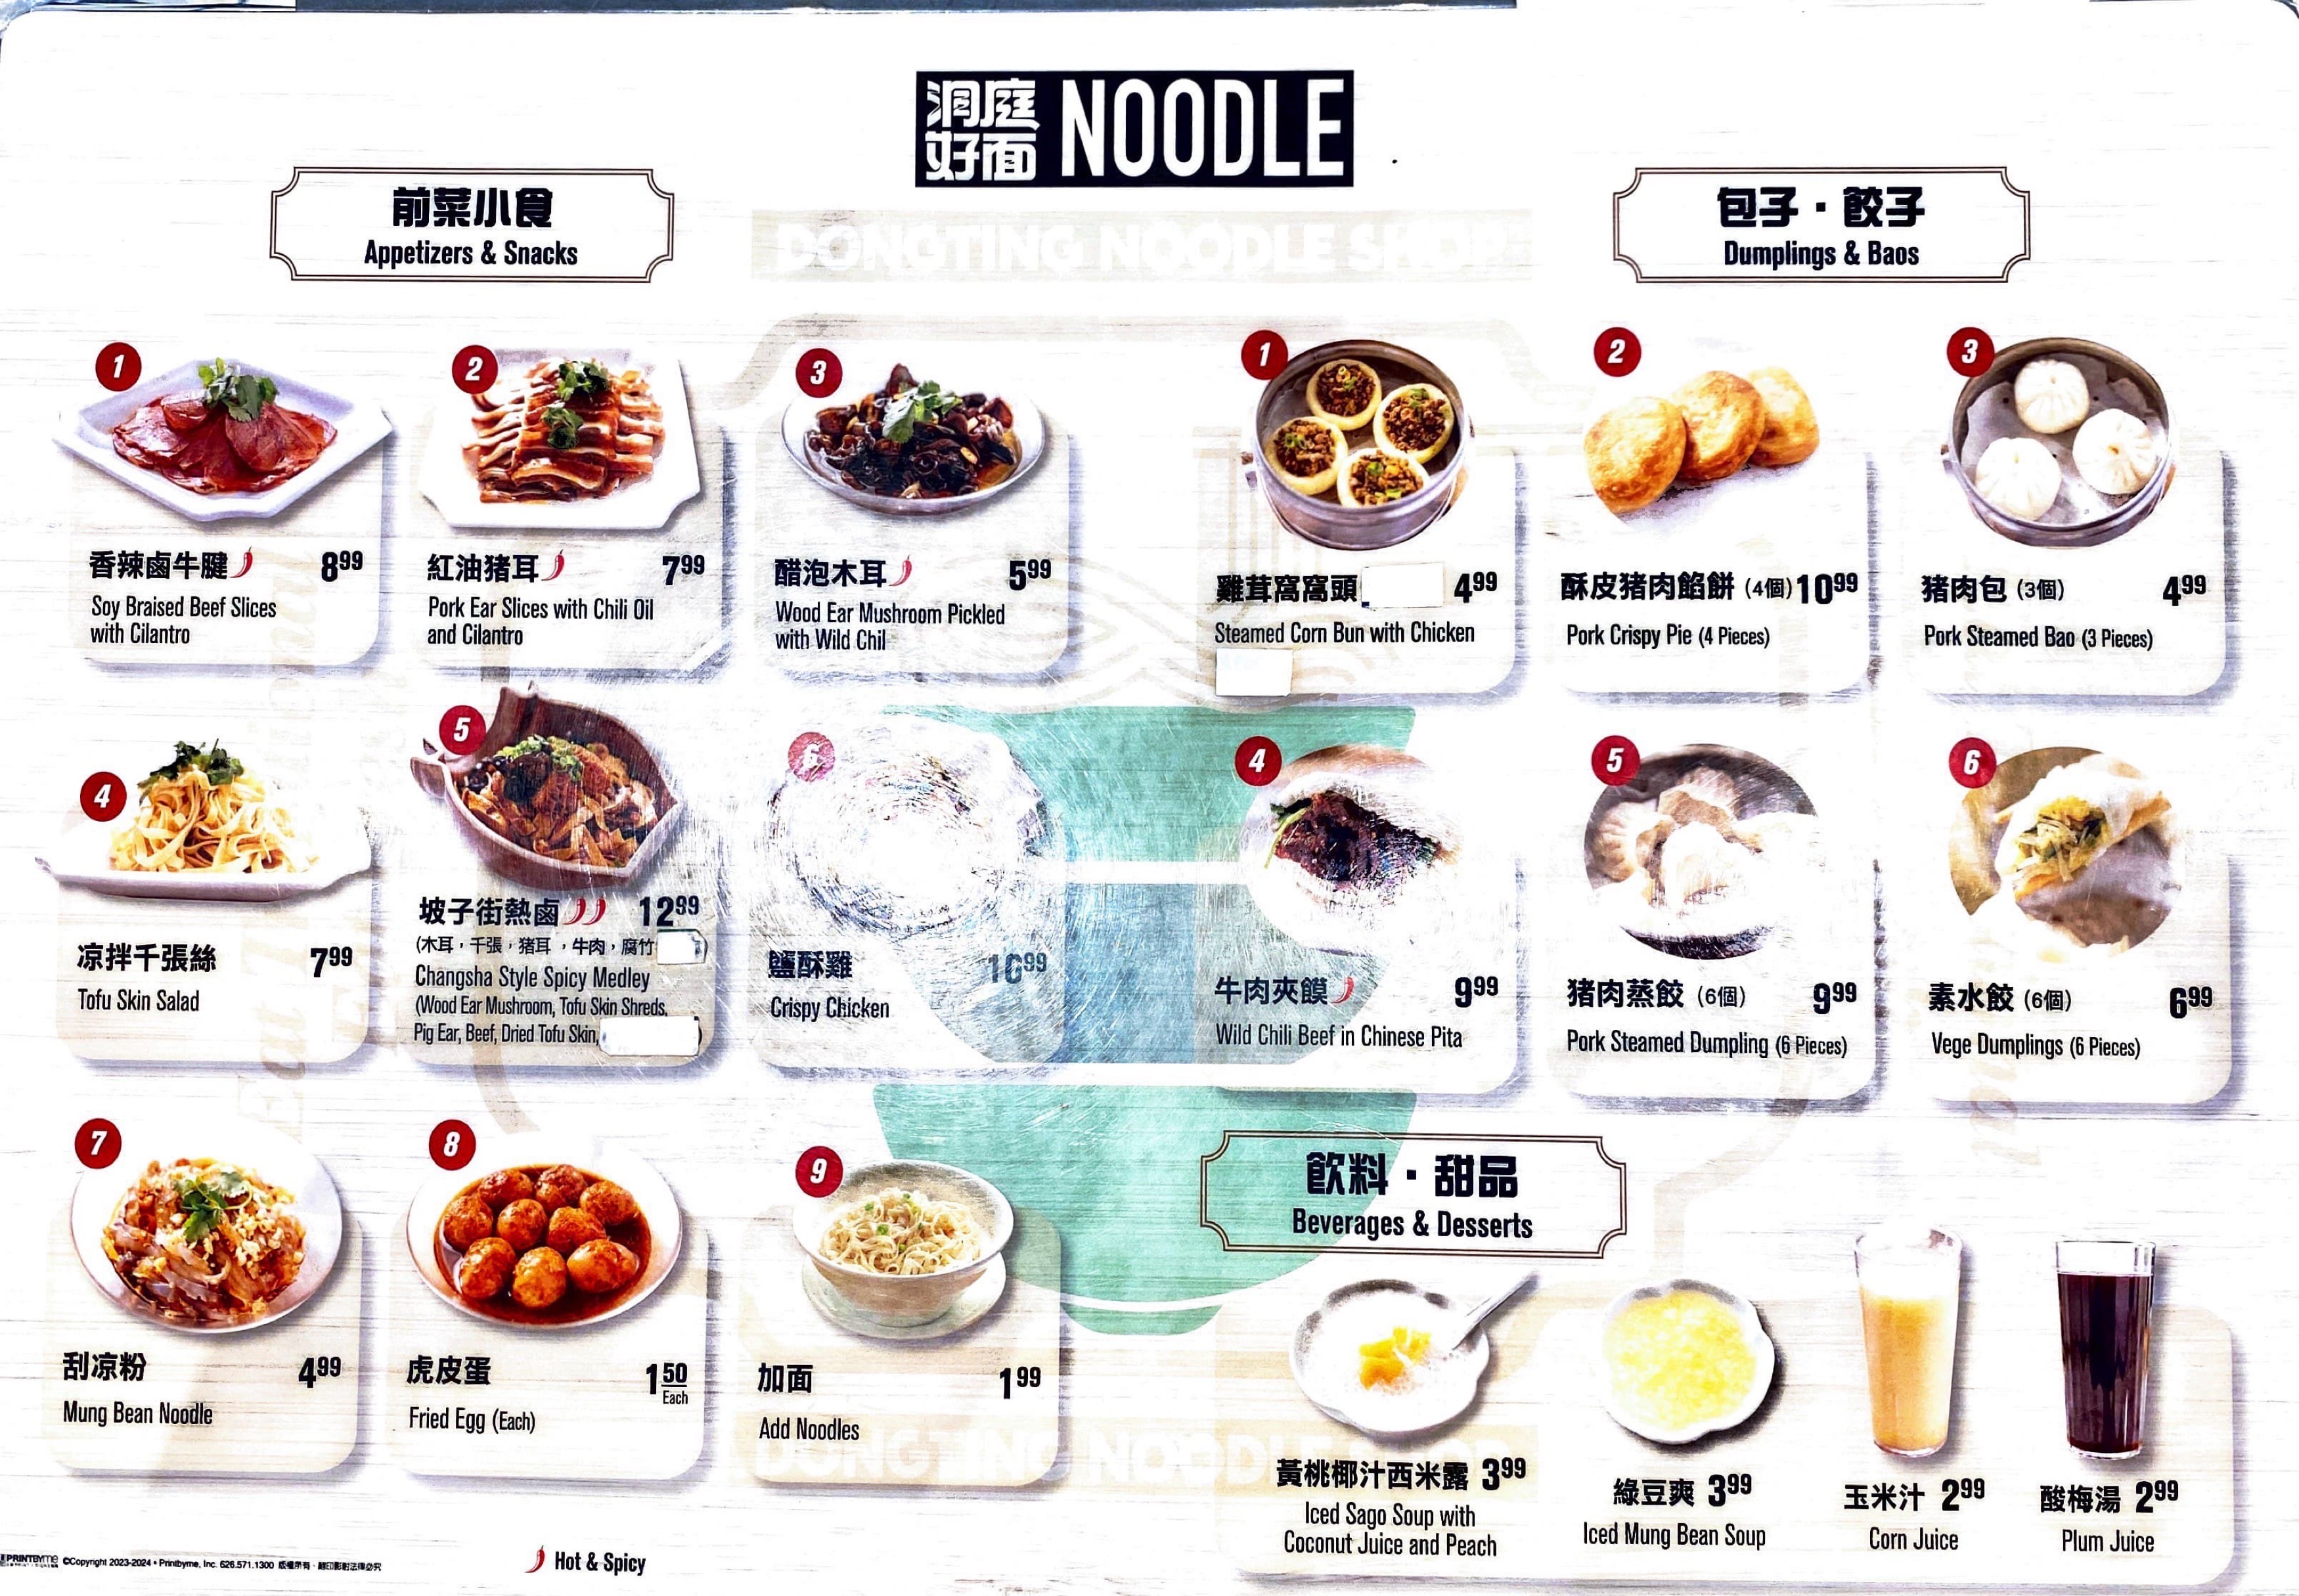 洞庭
好面
NOODLE
DONGTING NOODLE SHOP
前菜小食
Appetizers & Snacks
包子·餃子
Dumplings & Baos
1
香辣鹵牛腱 8.99
Soy Braised Beef Slices
with Cilantro
2
紅油猪耳 7.99
Pork Ear Slices with Chili Oil
and Cilantro
3
醋泡木耳 5.99
Wood Ear Mushroom Pickled
with Wild Chil
1
雞茸窩窩頭 4.99
Steamed Corn Bun with Chicken
2
酥皮猪肉餡餅 (4個) 10.99
Pork Crispy Pie (4 Pieces)
3
猪肉包 (3個) 4.99
Pork Steamed Bao (3 Pieces)
4
凉拌千張絲 7.99
Tofu Skin Salad
5
坡子街熱鹵 12.99
(木耳，千張，猪耳，牛肉，腐竹 )
Changsha Style Spicy Medley
(Wood Ear Mushroom, Tofu Skin Shreds,
Pig Ear, Beef, Dried Tofu Skin, )
6
鹽酥雞
Crispy Chicken
4
牛肉夾饃 9.99
Wild Chili Beef in Chinese Pita
5
猪肉蒸餃 (6個) 9.99
Pork Steamed Dumpling (6 Pieces)
6
素水餃 (6個) 6.99
Vege Dumplings (6 Pieces)
7
刮凉粉 4.99
Mung Bean Noodle
8
虎皮蛋 1.50
Each
Fried Egg (Each)
9
加面 1.99
Add Noodles
DONGTING NOODLE SHOP
飲料·甜品
Beverages & Desserts
黃桃椰汁西米露 3.99
Iced Sago Soup with
Coconut Juice and Peach
綠豆爽 3.99
Iced Mung Bean Soup
玉米汁 2.99
Corn Juice
酸梅湯 2.99
Plum Juice
Hot & Spicy
PRINTBYme ©Copyright 2023-2024 • Printbyme, Inc. 626.571.1300 版權所有·翻印影射法律必究